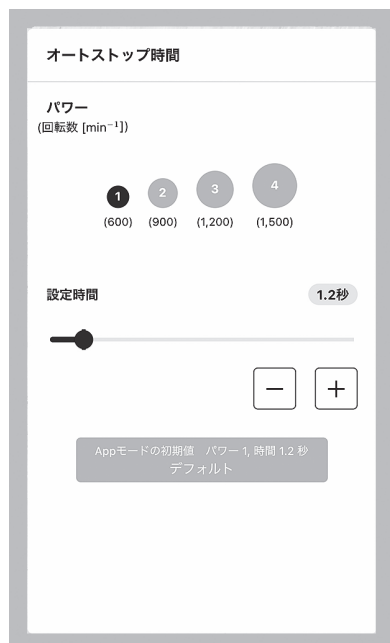 オートストップ時間
パワー
(回転数 [min⁻¹])
1 2 3 4
(600) (900) (1,200) (1,500)
設定時間 1.2秒
− +
Appモードの初期値 パワー 1, 時間 1.2 秒
デフォルト